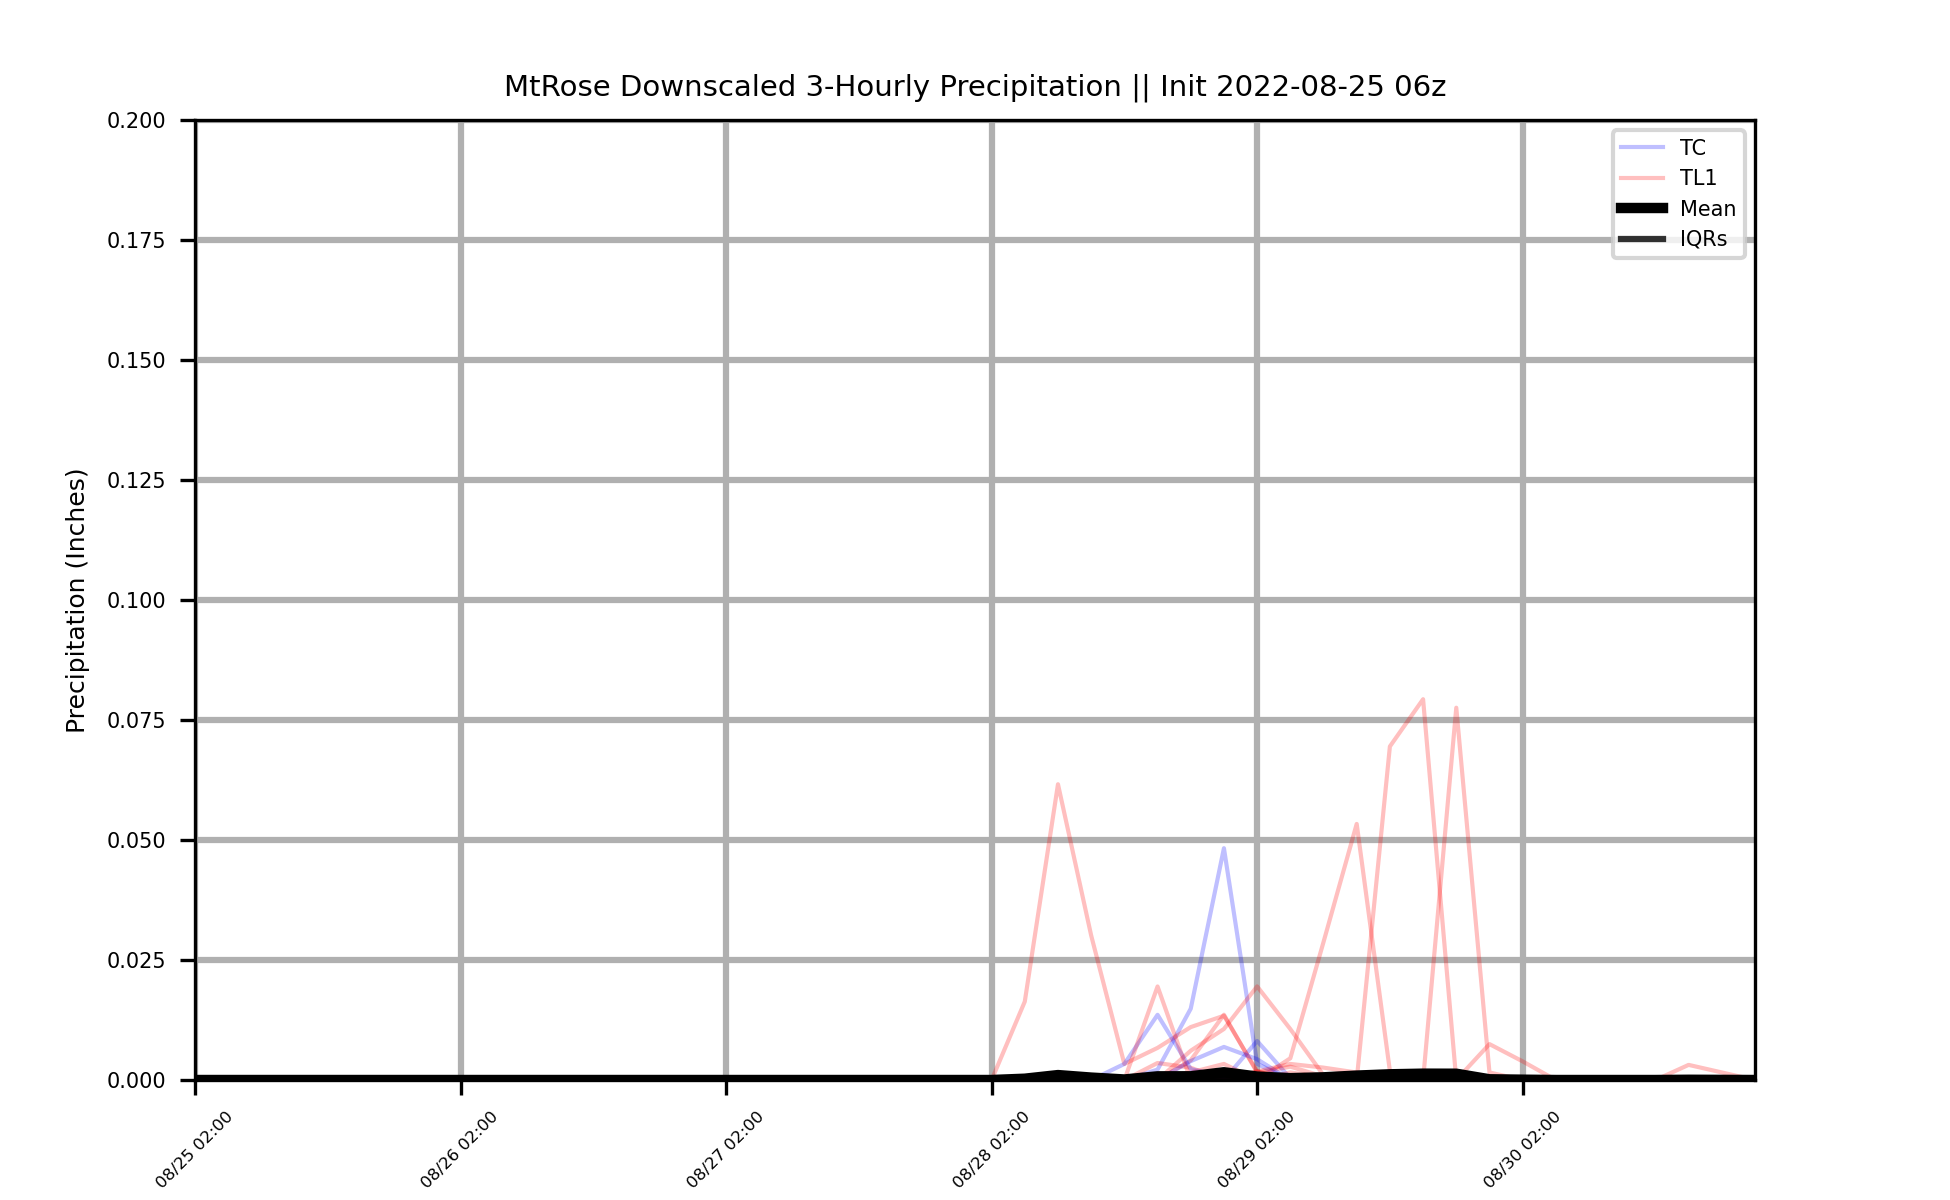 MtRose Downscaled 3-Hourly Precipitation || Init 2022-08-25 06z
TC
TL1
Mean
IQRs
Precipitation (Inches)
0.200
0.175
0.150
0.125
0.100
0.075
0.050
0.025
0.000
08/25 02:00
08/26 02:00
08/27 02:00
08/28 02:00
08/29 02:00
08/30 02:00